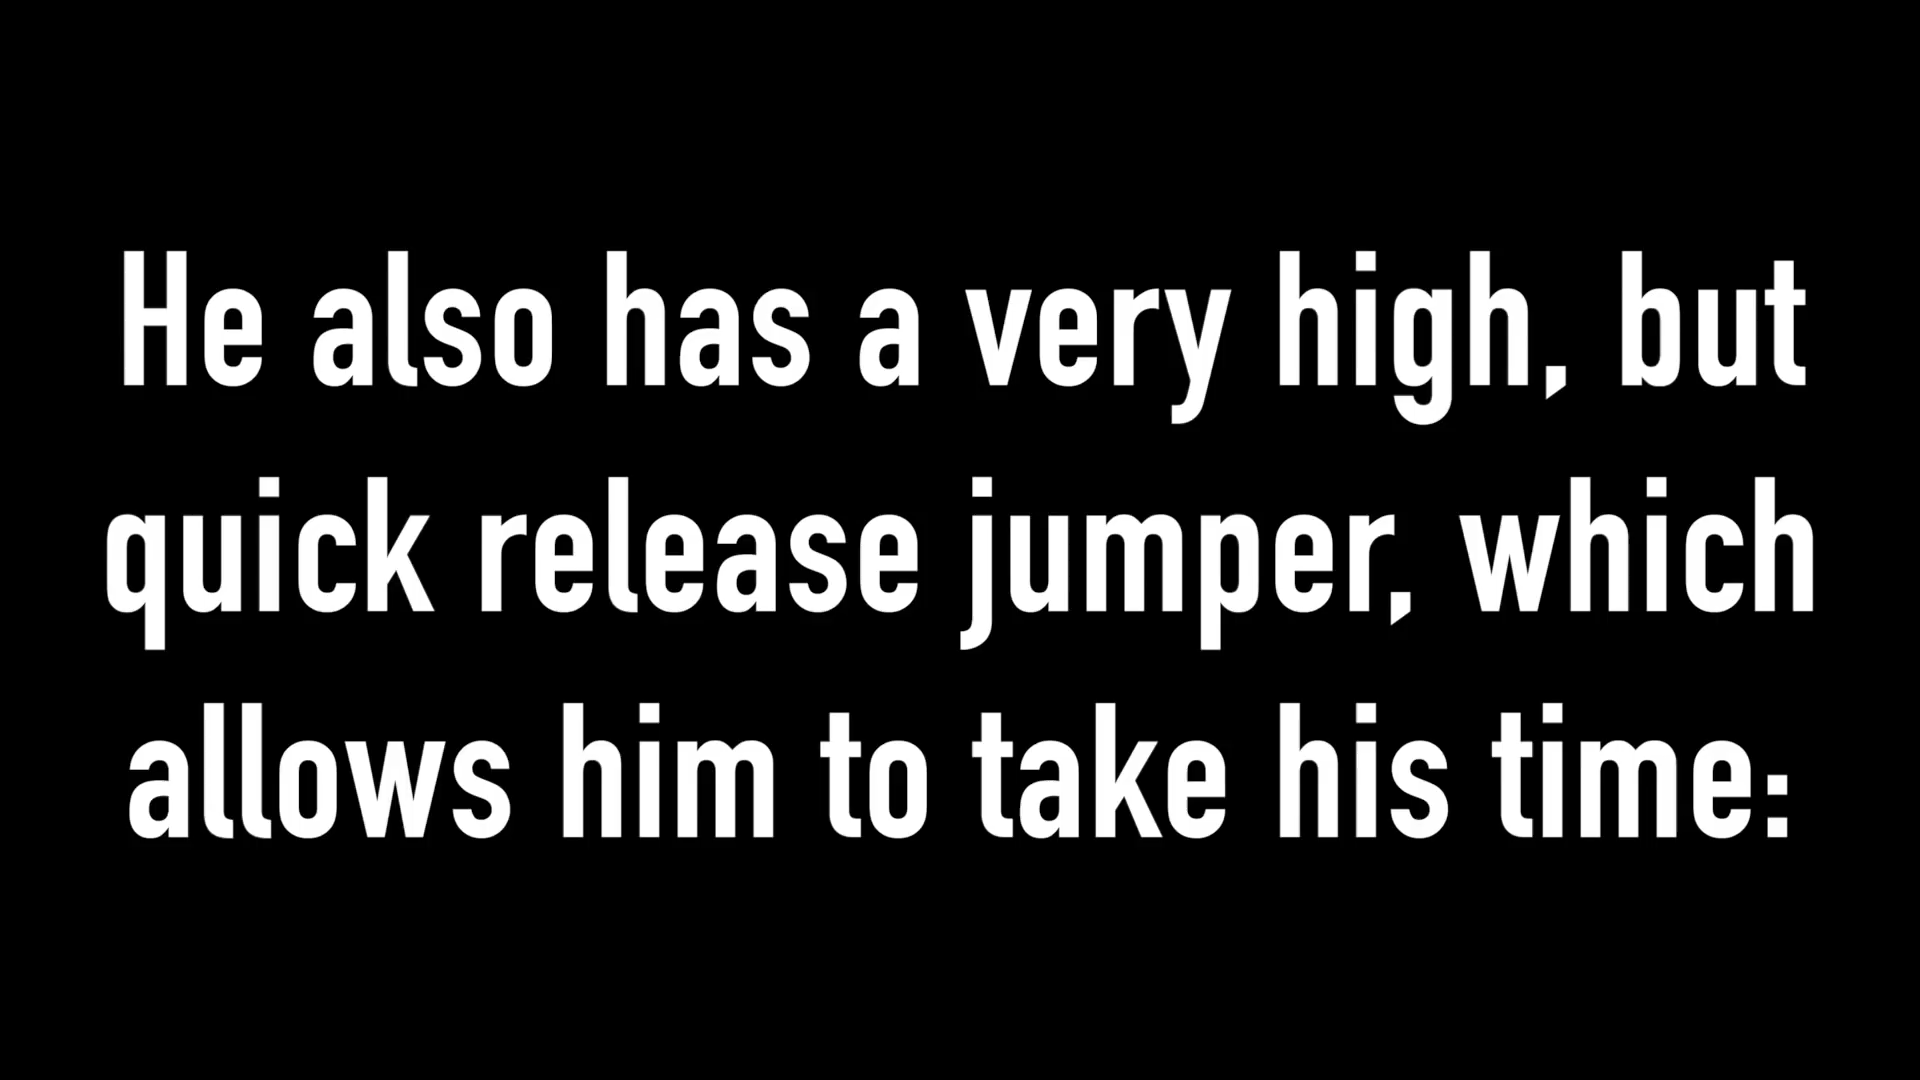 He also has a very high, but
quick release jumper, which
allows him to take his time: